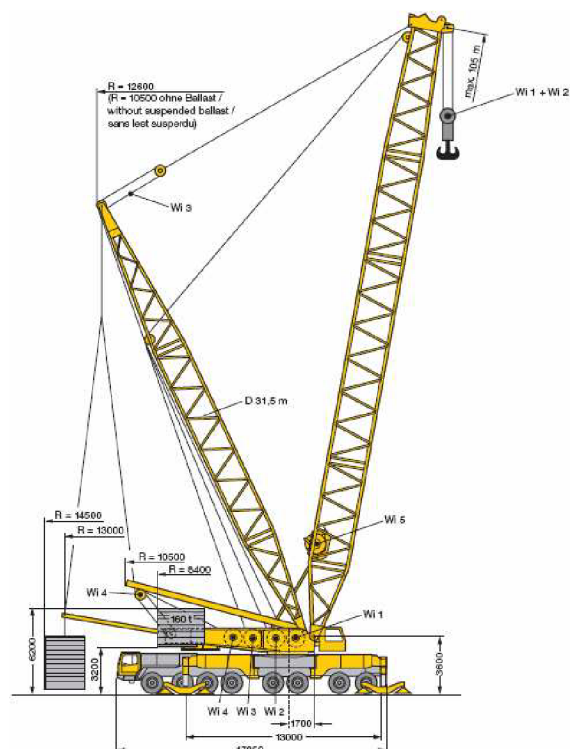 R = 12600
(R = 10500 ohne Ballast /
without suspended ballast /
sans lest susperdu)
max. 105 m
Wi 1 + Wi 2
Wi 3
D 31,5 m
R = 14500
R = 13000
Wi 5
R = 10500
R = 8400
Wi 4
160 t
Wi 1
6200
3200
3600
Wi 4
Wi 3
Wi 2
1700
13000